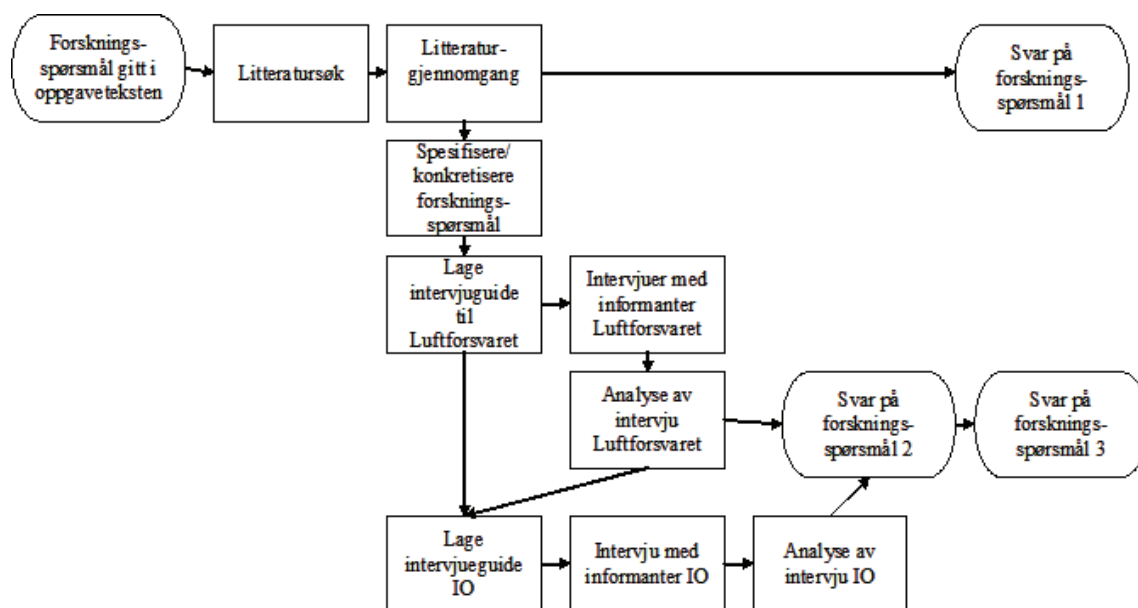 Forsknings-
spørsmål gitt i
oppgaveteksten
Litteratursøk
Litteratur-
gjennomgang
Svar på
forsknings-
spørsmål 1
Spesifisere/
konkretisere
forsknings-
spørsmål
Lage
intervjuguide
til
Luftforsvaret
Intervjuer med
informanter
Luftforsvaret
Analyse av
intervju
Luftforsvaret
Svar på
forsknings-
spørsmål 2
Svar på
forsknings-
spørsmål 3
Lage
intervjueguide
IO
Intervju med
informanter IO
Analyse av
intervju IO